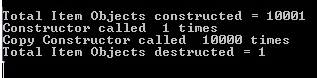 Total Item Objects constructed = 10001
Constructor called  1 times
Copy Constructor called  10000 times
Total Item Objects destructed = 1